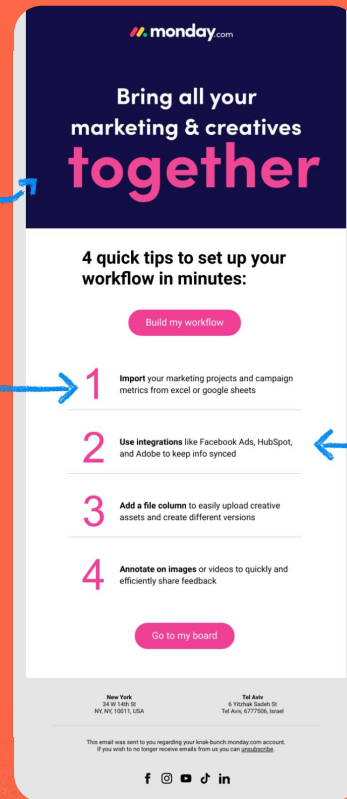 monday.com
Bring all your
marketing & creatives
together
4 quick tips to set up your
workflow in minutes:
Build my workflow
1
Import your marketing projects and campaign
metrics from excel or google sheets
2
Use integrations like Facebook Ads, HubSpot,
and Adobe to keep info synced
3
Add a file column to easily upload creative
assets and create different versions
4
Annotate on images or videos to quickly and
efficiently share feedback
Go to my board
New York
34 W 14th St
NY, NY, 10011, USA
Tel Aviv
6 Yitzhak Sadeh St
Tel Aviv, 6777506, Israel
This email was sent to you regarding your knak-bunch.monday.com account.
If you wish to no longer receive emails from us you can unsubscribe.